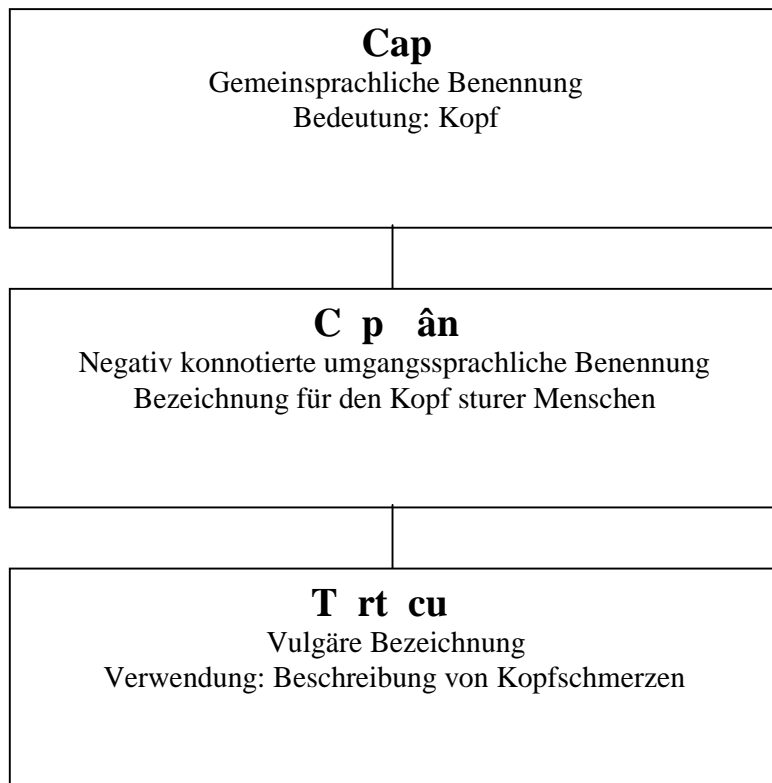 Cap
Gemeinsprachliche Benennung
Bedeutung: Kopf
C p ân
Negativ konnotierte umgangssprachliche Benennung
Bezeichnung für den Kopf sturer Menschen
T rt cu
Vulgäre Bezeichnung
Verwendung: Beschreibung von Kopfschmerzen